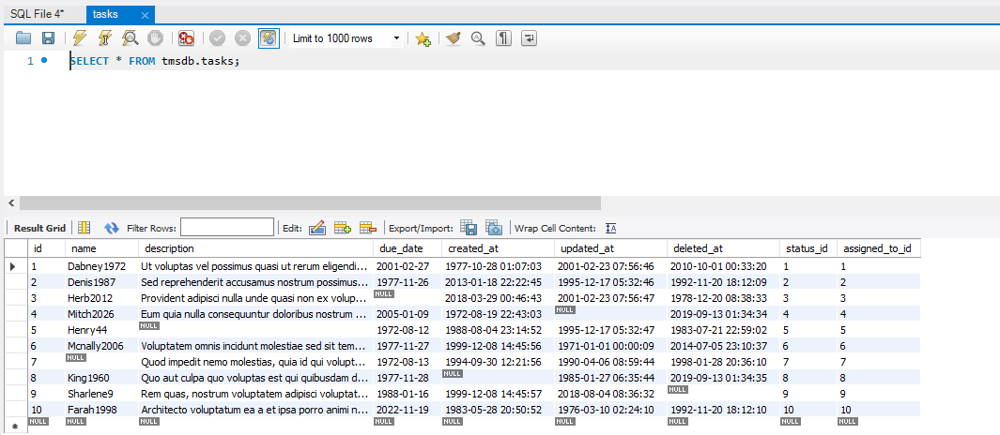 SQL File 4* tasks
Limit to 1000 rows
1 SELECT * FROM tmsdb.tasks;
Result Grid Filter Rows: Edit: Export/Import: Wrap Cell Content:
id name description due_date created_at updated_at deleted_at status_id assigned_to_id
1 Dabney1972 Ut voluptas vel possimus quasi ut rerum eligendi... 2001-02-27 1977-10-28 01:07:03 2001-02-23 07:56:46 2010-10-01 00:33:20 1 1
2 Denis1987 Sed reprehenderit accusamus nostrum possimus... 1977-11-26 2013-01-18 22:22:45 1995-12-17 05:32:46 1992-11-20 18:12:09 2 2
3 Herb2012 Provident adipisci nulla unde quasi non ex volup... NULL 2018-03-29 00:46:43 2001-02-23 07:56:47 1978-12-20 08:38:33 3 3
4 Mitch2026 Eum quia nulla consequuntur doloribus nostrum ... 2005-01-09 1972-08-19 22:43:03 NULL 2019-09-13 01:34:34 4 4
5 Henry44 NULL 1972-08-12 1988-08-04 23:14:52 1995-12-17 05:32:47 1983-07-21 22:59:02 5 5
6 Mcnally2006 Voluptatem omnis incidunt molestiae sed sit tem... 1977-11-27 1999-12-08 14:45:56 1971-01-01 00:00:09 2014-07-05 23:10:37 6 6
7 NULL Quod impedit nemo molestias, quia id qui volupt... 1972-08-13 1994-09-30 12:21:56 1990-04-06 08:59:44 1998-01-28 20:36:10 7 7
8 King1960 Quo aut culpa quo voluptas est qui quibusdam d... 1977-11-28 NULL 1985-01-27 06:35:44 2019-09-13 01:34:35 8 8
9 Sharlene9 Rem quas, nostrum voluptatem adipisci voluptat... 1988-01-16 1999-12-08 14:45:57 2018-08-04 08:36:32 NULL 9 9
10 Farah1998 Architecto voluptatum ea a et ipsa porro animi n... 2022-11-19 1983-05-28 20:50:52 1976-03-10 02:24:10 1992-11-20 18:12:10 10 10
NULL NULL NULL NULL NULL NULL NULL NULL NULL